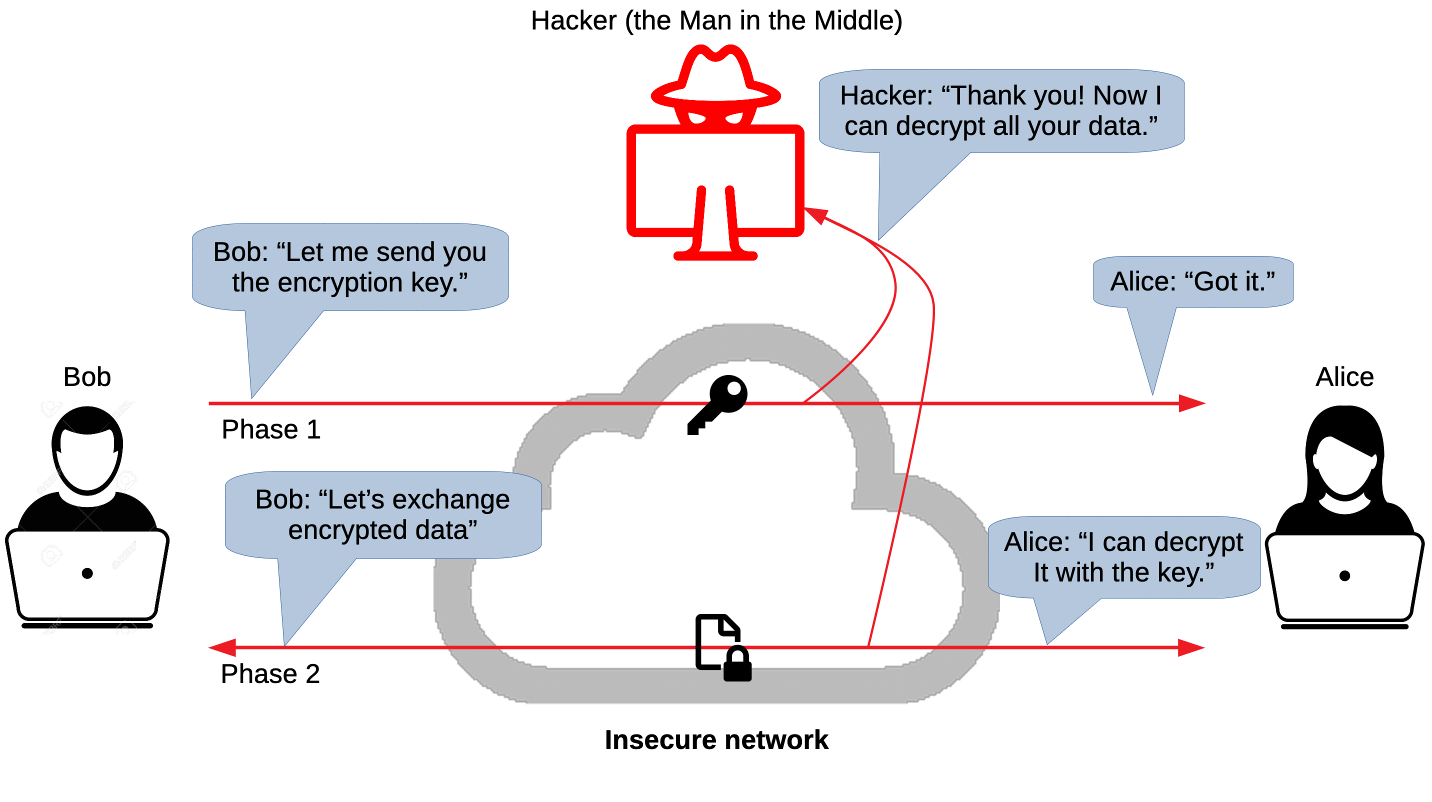 Hacker (the Man in the Middle)
Hacker: “Thank you! Now I
can decrypt all your data.”
Bob: “Let me send you
the encryption key.”
Alice: “Got it.”
Bob
Alice
Phase 1
Bob: “Let’s exchange
encrypted data”
Alice: “I can decrypt
It with the key.”
Phase 2
Insecure network